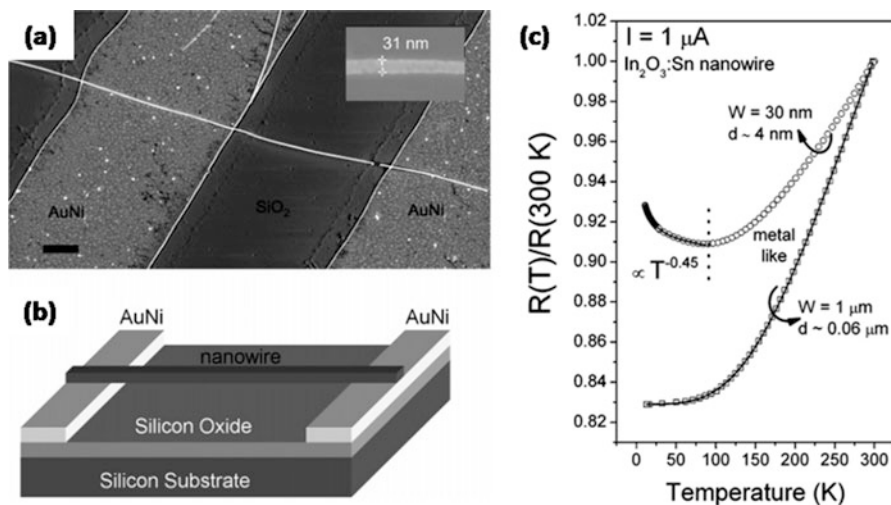 (a)
31 nm
AuNi
SiO₂
AuNi
(b)
AuNi
AuNi
nanowire
Silicon Oxide
Silicon Substrate
(c)
I = 1 μA
In₂O₃:Sn nanowire
W = 30 nm
d ~ 4 nm
metal
like
∝ T⁻⁰·⁴⁵
W = 1 μm
d ~ 0.06 μm
R(T)/R(300 K)
1.02
1.00
0.98
0.96
0.94
0.92
0.90
0.88
0.86
0.84
0.82
0 50 100 150 200 250 300
Temperature (K)